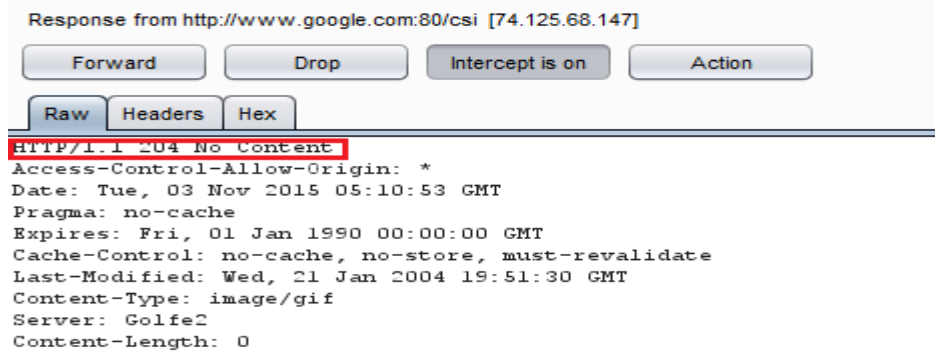 Response from http://www.google.com:80/csi [74.125.68.147]
Forward Drop Intercept is on Action
Raw Headers Hex
HTTP/1.1 204 No Content
Access-Control-Allow-Origin: *
Date: Tue, 03 Nov 2015 05:10:53 GMT
Pragma: no-cache
Expires: Fri, 01 Jan 1990 00:00:00 GMT
Cache-Control: no-cache, no-store, must-revalidate
Last-Modified: Wed, 21 Jan 2004 19:51:30 GMT
Content-Type: image/gif
Server: Golfe2
Content-Length: 0